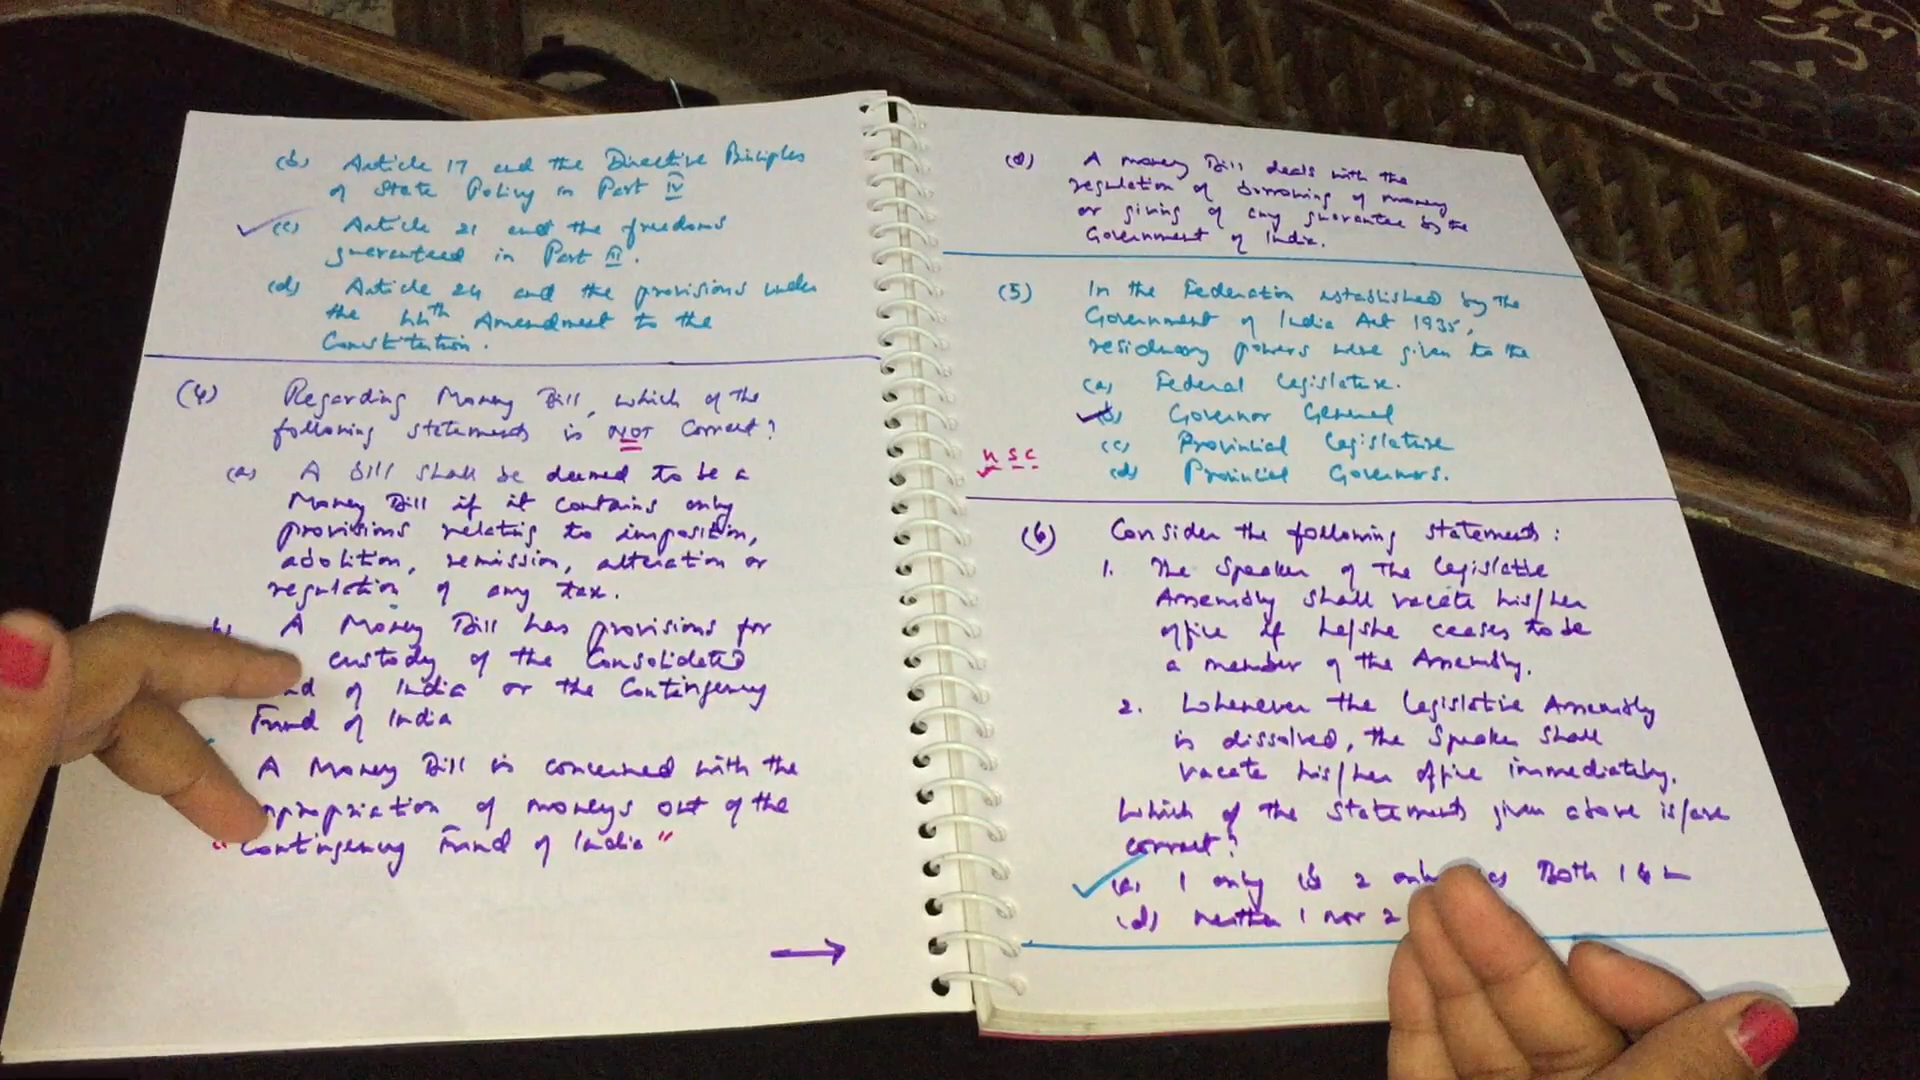 (b) Article 17 and the Directive Principles
of State Policy in Part IV
(c) Article 21 and the freedoms
guaranteed in Part III.
(d) Article 24 and the provisions under
the 44th Amendment to the
Constitution.
(4) Regarding Money Bill, which of the
following statements is NOT Correct?
(a) A bill shall be deemed to be a
Money Bill if it contains only
provisions relating to imposition,
abolition, remission, alteration or
regulation of any tax.
A Money Bill has provisions for
custody of the Consolidated
of India or the Contingency
Fund of India
A Money Bill is concerned with the
of moneys out of the
"Contingency Fund of India"
(d) A money Bill deals with the
regulation of borrowing of money
or giving of any guarantee by the
Government of India.
(5) In the Federation established by the
Government of India Act 1935,
residuary powers were given to the
(a) Federal Legislature.
(b) Governor General
(c) Provincial Legislature
(d) Provincial Governors.
(6) Consider the following statements:
1. The Speaker of The Legislative
Assembly shall vacate his/her
office if he/she ceases to be
a member of the Assembly.
2. Whenever the Legislative Assembly
is dissolved, the Speaker shall
vacate his/her office immediately.
Which of the statements given above is/are
correct?
(a) 1 only (b) 2 only Both 1 & 2
(d) neither 1 nor 2